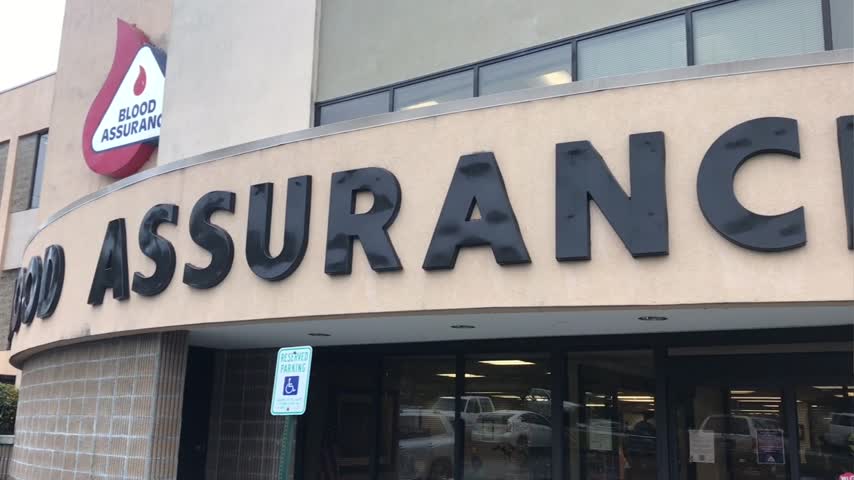 BLOOD
ASSURANC
OOD ASSURANC
RESERVED
PARKING